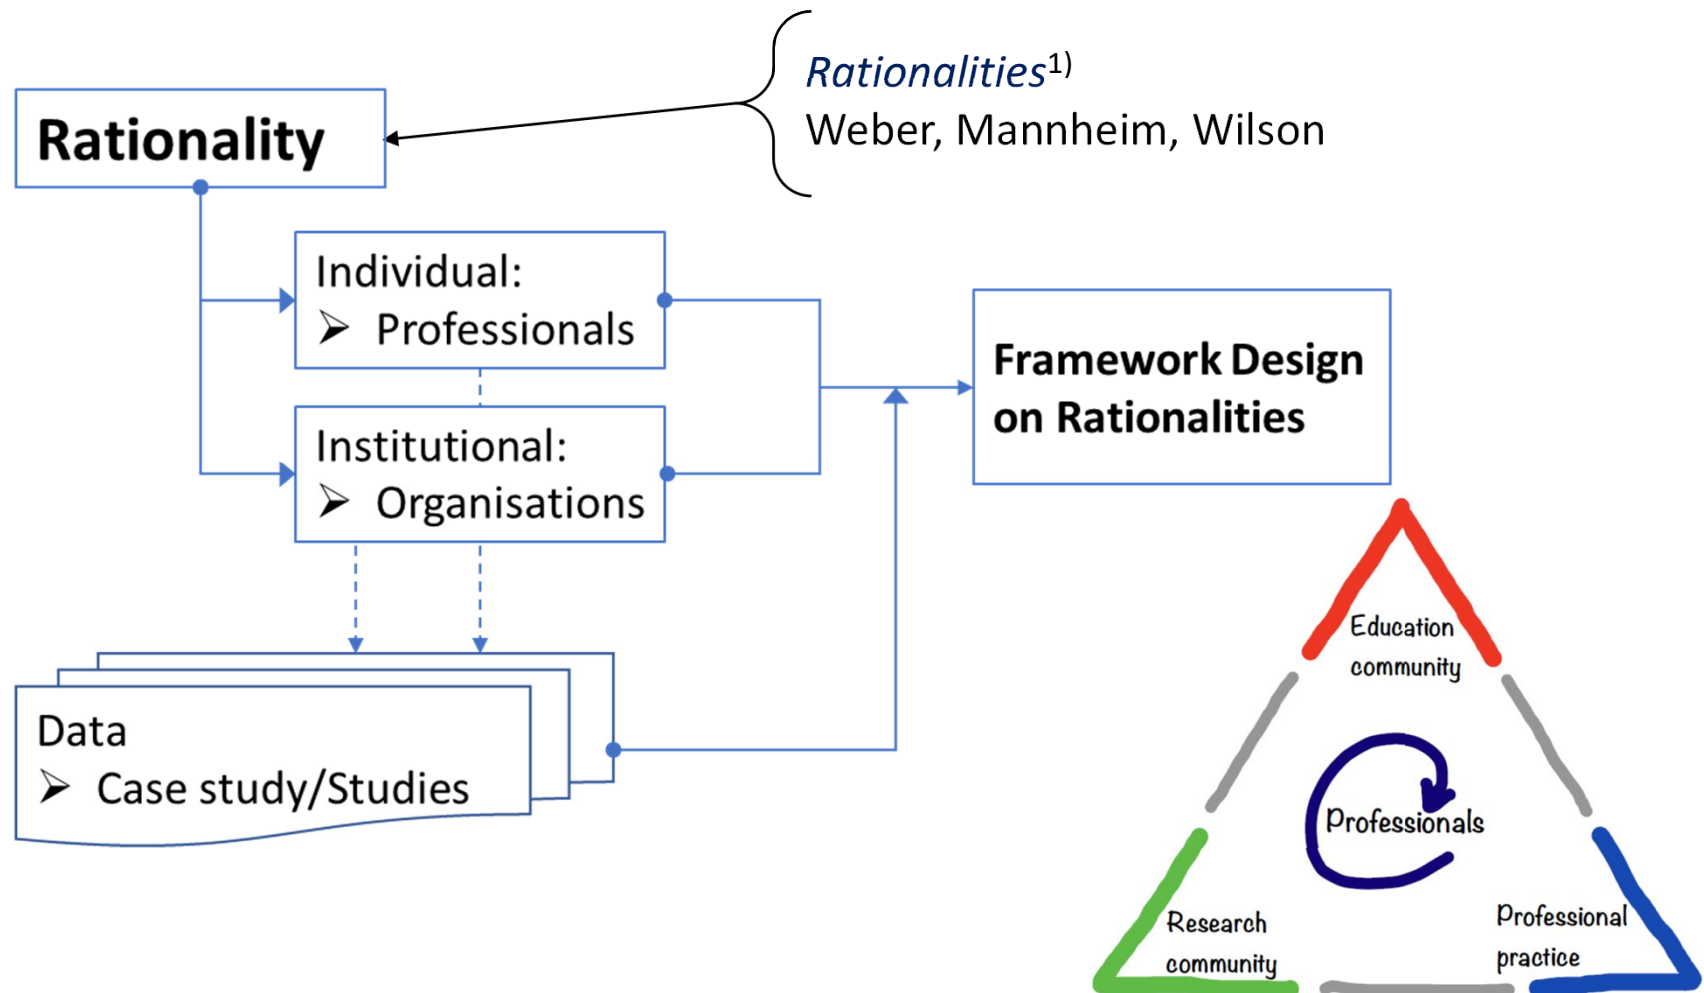 Rationalities1)
Weber, Mannheim, Wilson
Rationality
Individual:
➢ Professionals
Institutional:
➢ Organisations
Framework Design
on Rationalities
Data
➢ Case study/Studies
Education
community
Professionals
Research
community
Professional
practice